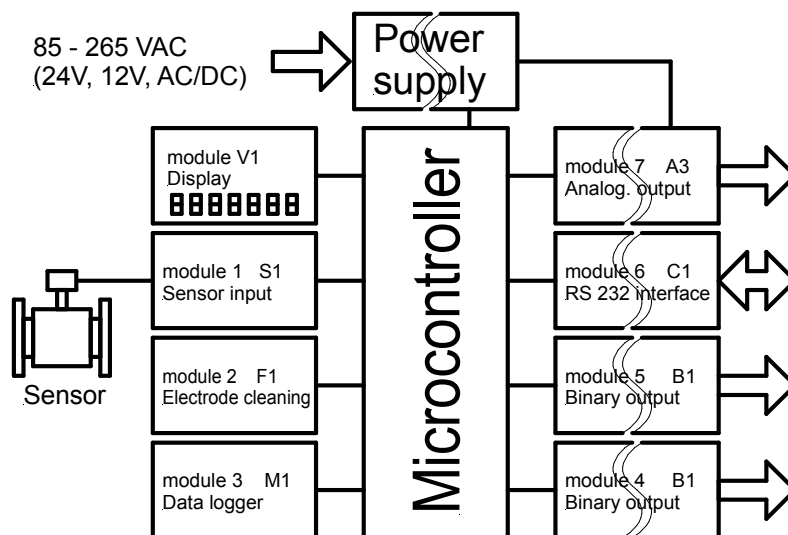 85 - 265 VAC
(24V, 12V, AC/DC)
Power
supply
module V1
Display
module 1 S1
Sensor input
Sensor
module 2 F1
Electrode cleaning
module 3 M1
Data logger
Microcontroller
module 7 A3
Analog. output
module 6 C1
RS 232 interface
module 5 B1
Binary output
module 4 B1
Binary output